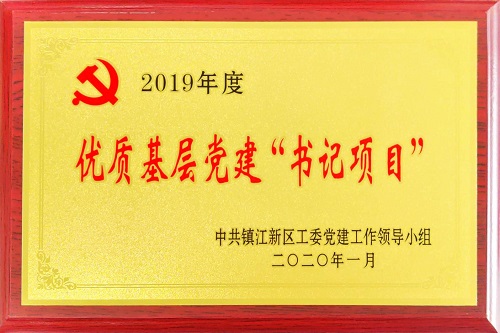 2019年度
优质基层党建“书记项目”
中共镇江新区工委党建工作领导小组
二〇二〇年一月